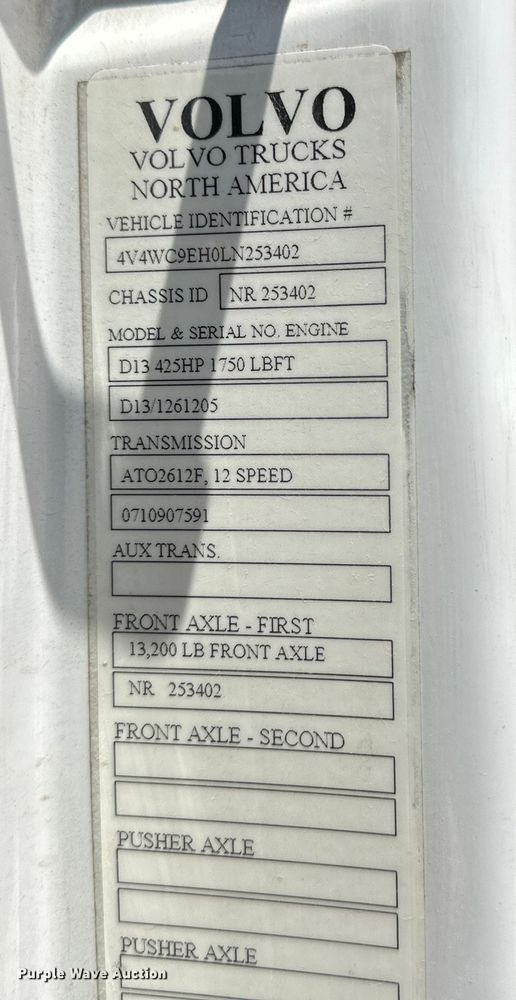 VOLVO
VOLVO TRUCKS
NORTH AMERICA
VEHICLE IDENTIFICATION #
4V4WC9EH0LN253402
CHASSIS ID NR 253402
MODEL & SERIAL NO. ENGINE
D13 425HP 1750 LBFT
D13/1261205
TRANSMISSION
ATO2612F, 12 SPEED
0710907591
AUX TRANS.
FRONT AXLE - FIRST
13,200 LB FRONT AXLE
NR 253402
FRONT AXLE - SECOND
PUSHER AXLE
PUSHER AXLE
Purple Wave Auction